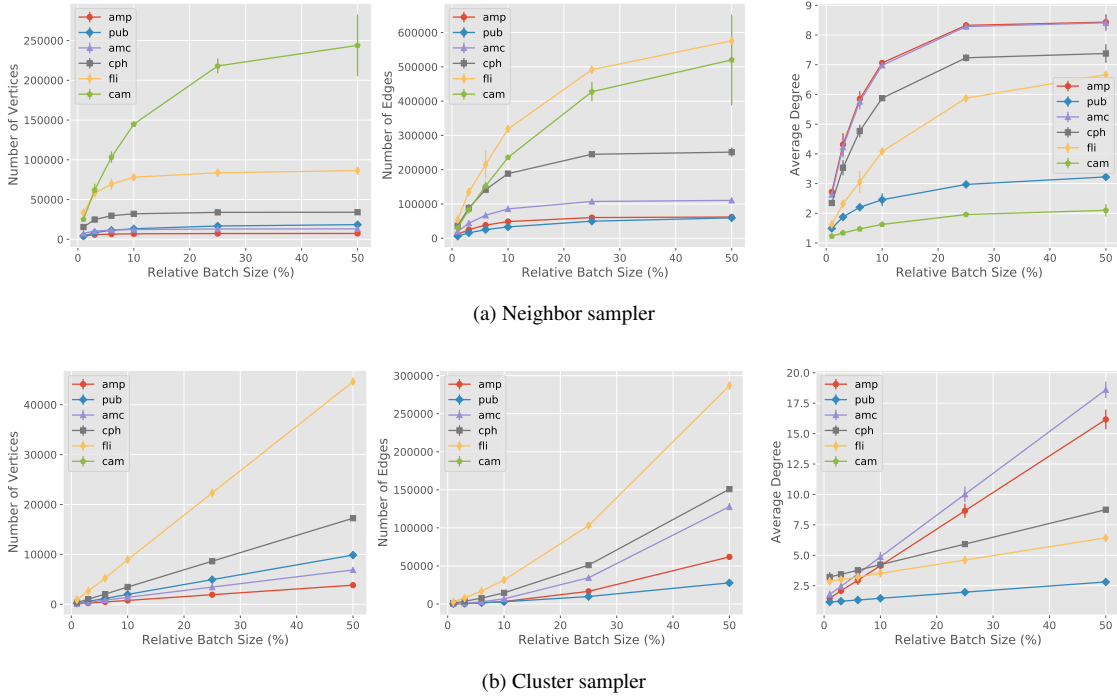 amp
pub
amc
cph
fli
cam
250000
200000
150000
100000
50000
0
Number of Vertices
0 10 20 30 40 50
Relative Batch Size (%)
amp
pub
amc
cph
fli
cam
600000
500000
400000
300000
200000
100000
0
Number of Edges
0 10 20 30 40 50
Relative Batch Size (%)
9
8
7
6
5
4
3
2
1
Average Degree
amp
pub
amc
cph
fli
cam
0 10 20 30 40 50
Relative Batch Size (%)
(a) Neighbor sampler
amp
pub
amc
cph
fli
cam
40000
30000
20000
10000
0
Number of Vertices
0 10 20 30 40 50
Relative Batch Size (%)
amp
pub
amc
cph
fli
cam
300000
250000
200000
150000
100000
50000
0
Number of Edges
0 10 20 30 40 50
Relative Batch Size (%)
amp
pub
amc
cph
fli
cam
20.0
17.5
15.0
12.5
10.0
7.5
5.0
2.5
Average Degree
0 10 20 30 40 50
Relative Batch Size (%)
(b) Cluster sampler